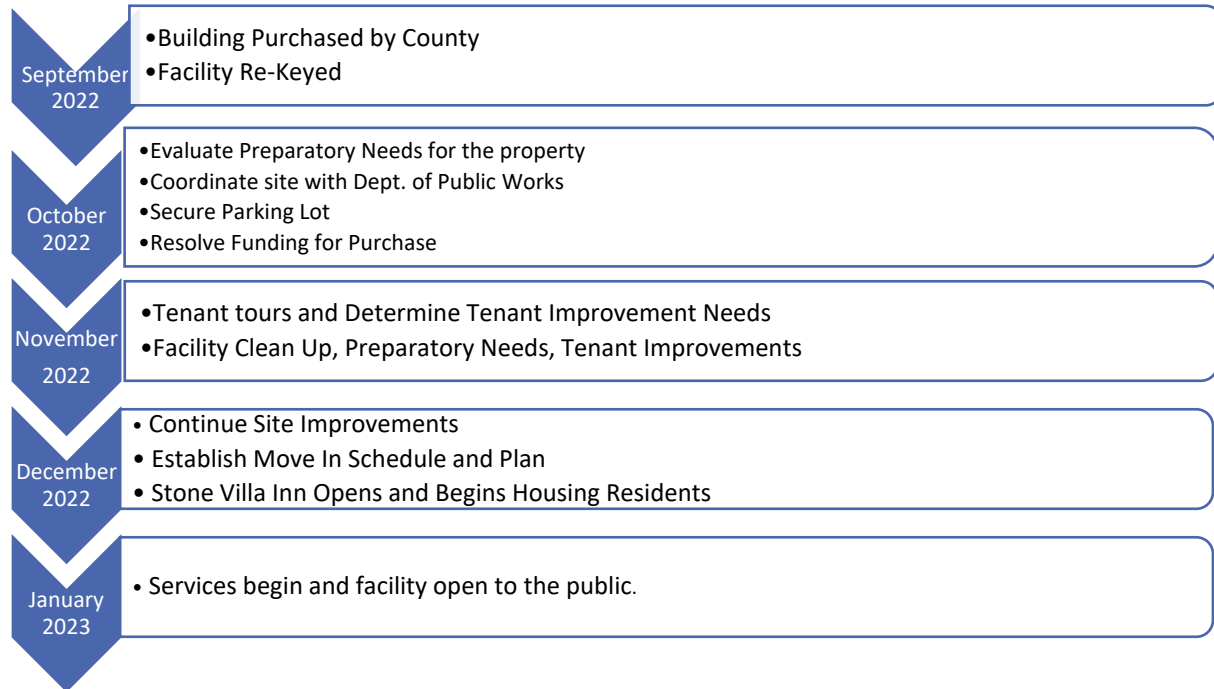 September
2022
•Building Purchased by County
•Facility Re-Keyed
October
2022
•Evaluate Preparatory Needs for the property
•Coordinate site with Dept. of Public Works
•Secure Parking Lot
•Resolve Funding for Purchase
November
2022
•Tenant tours and Determine Tenant Improvement Needs
•Facility Clean Up, Preparatory Needs, Tenant Improvements
December
2022
• Continue Site Improvements
• Establish Move In Schedule and Plan
• Stone Villa Inn Opens and Begins Housing Residents
January
2023
• Services begin and facility open to the public.